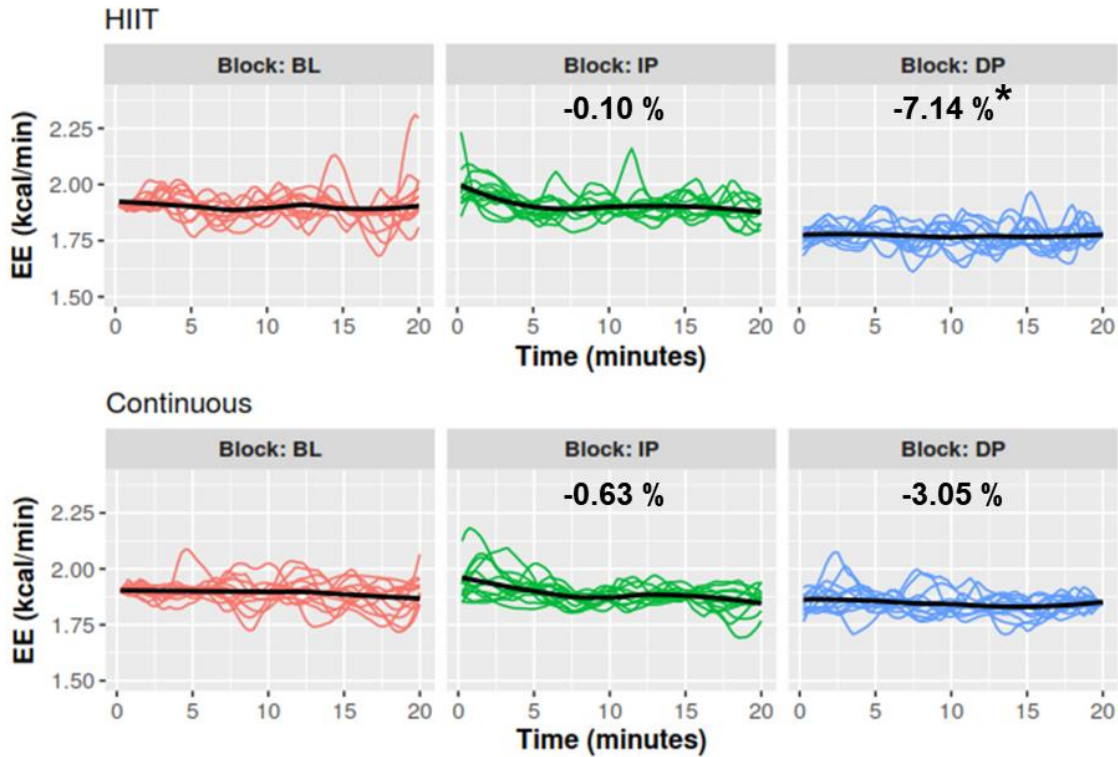 HIIT
Block: BL Block: IP Block: DP
-0.10 % -7.14 %*
EE (kcal/min)
2.25
2.00
1.75
1.50
0 5 10 15 20 0 5 10 15 20 0 5 10 15 20
Time (minutes)
Continuous
Block: BL Block: IP Block: DP
-0.63 % -3.05 %
EE (kcal/min)
2.25
2.00
1.75
1.50
0 5 10 15 20 0 5 10 15 20 0 5 10 15 20
Time (minutes)